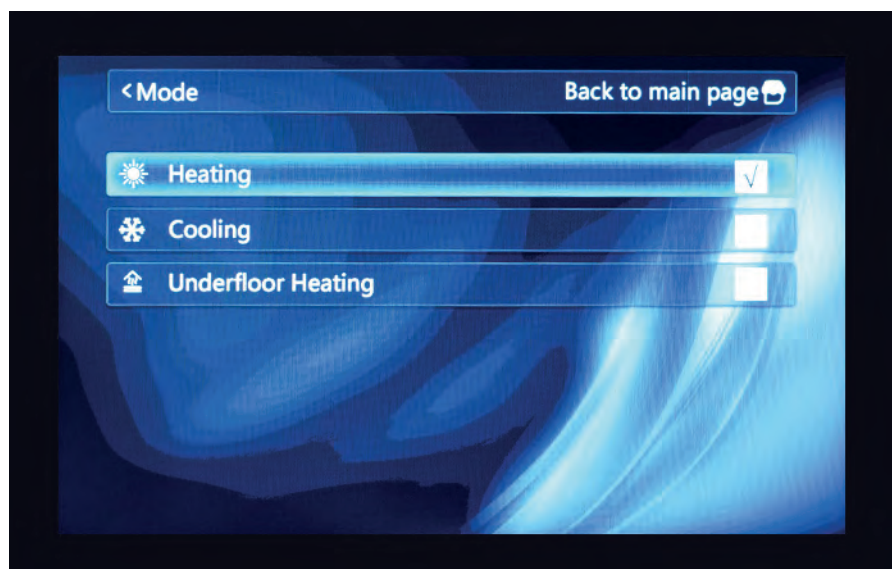 <Mode Back to main page
Heating √
Cooling
Underfloor Heating